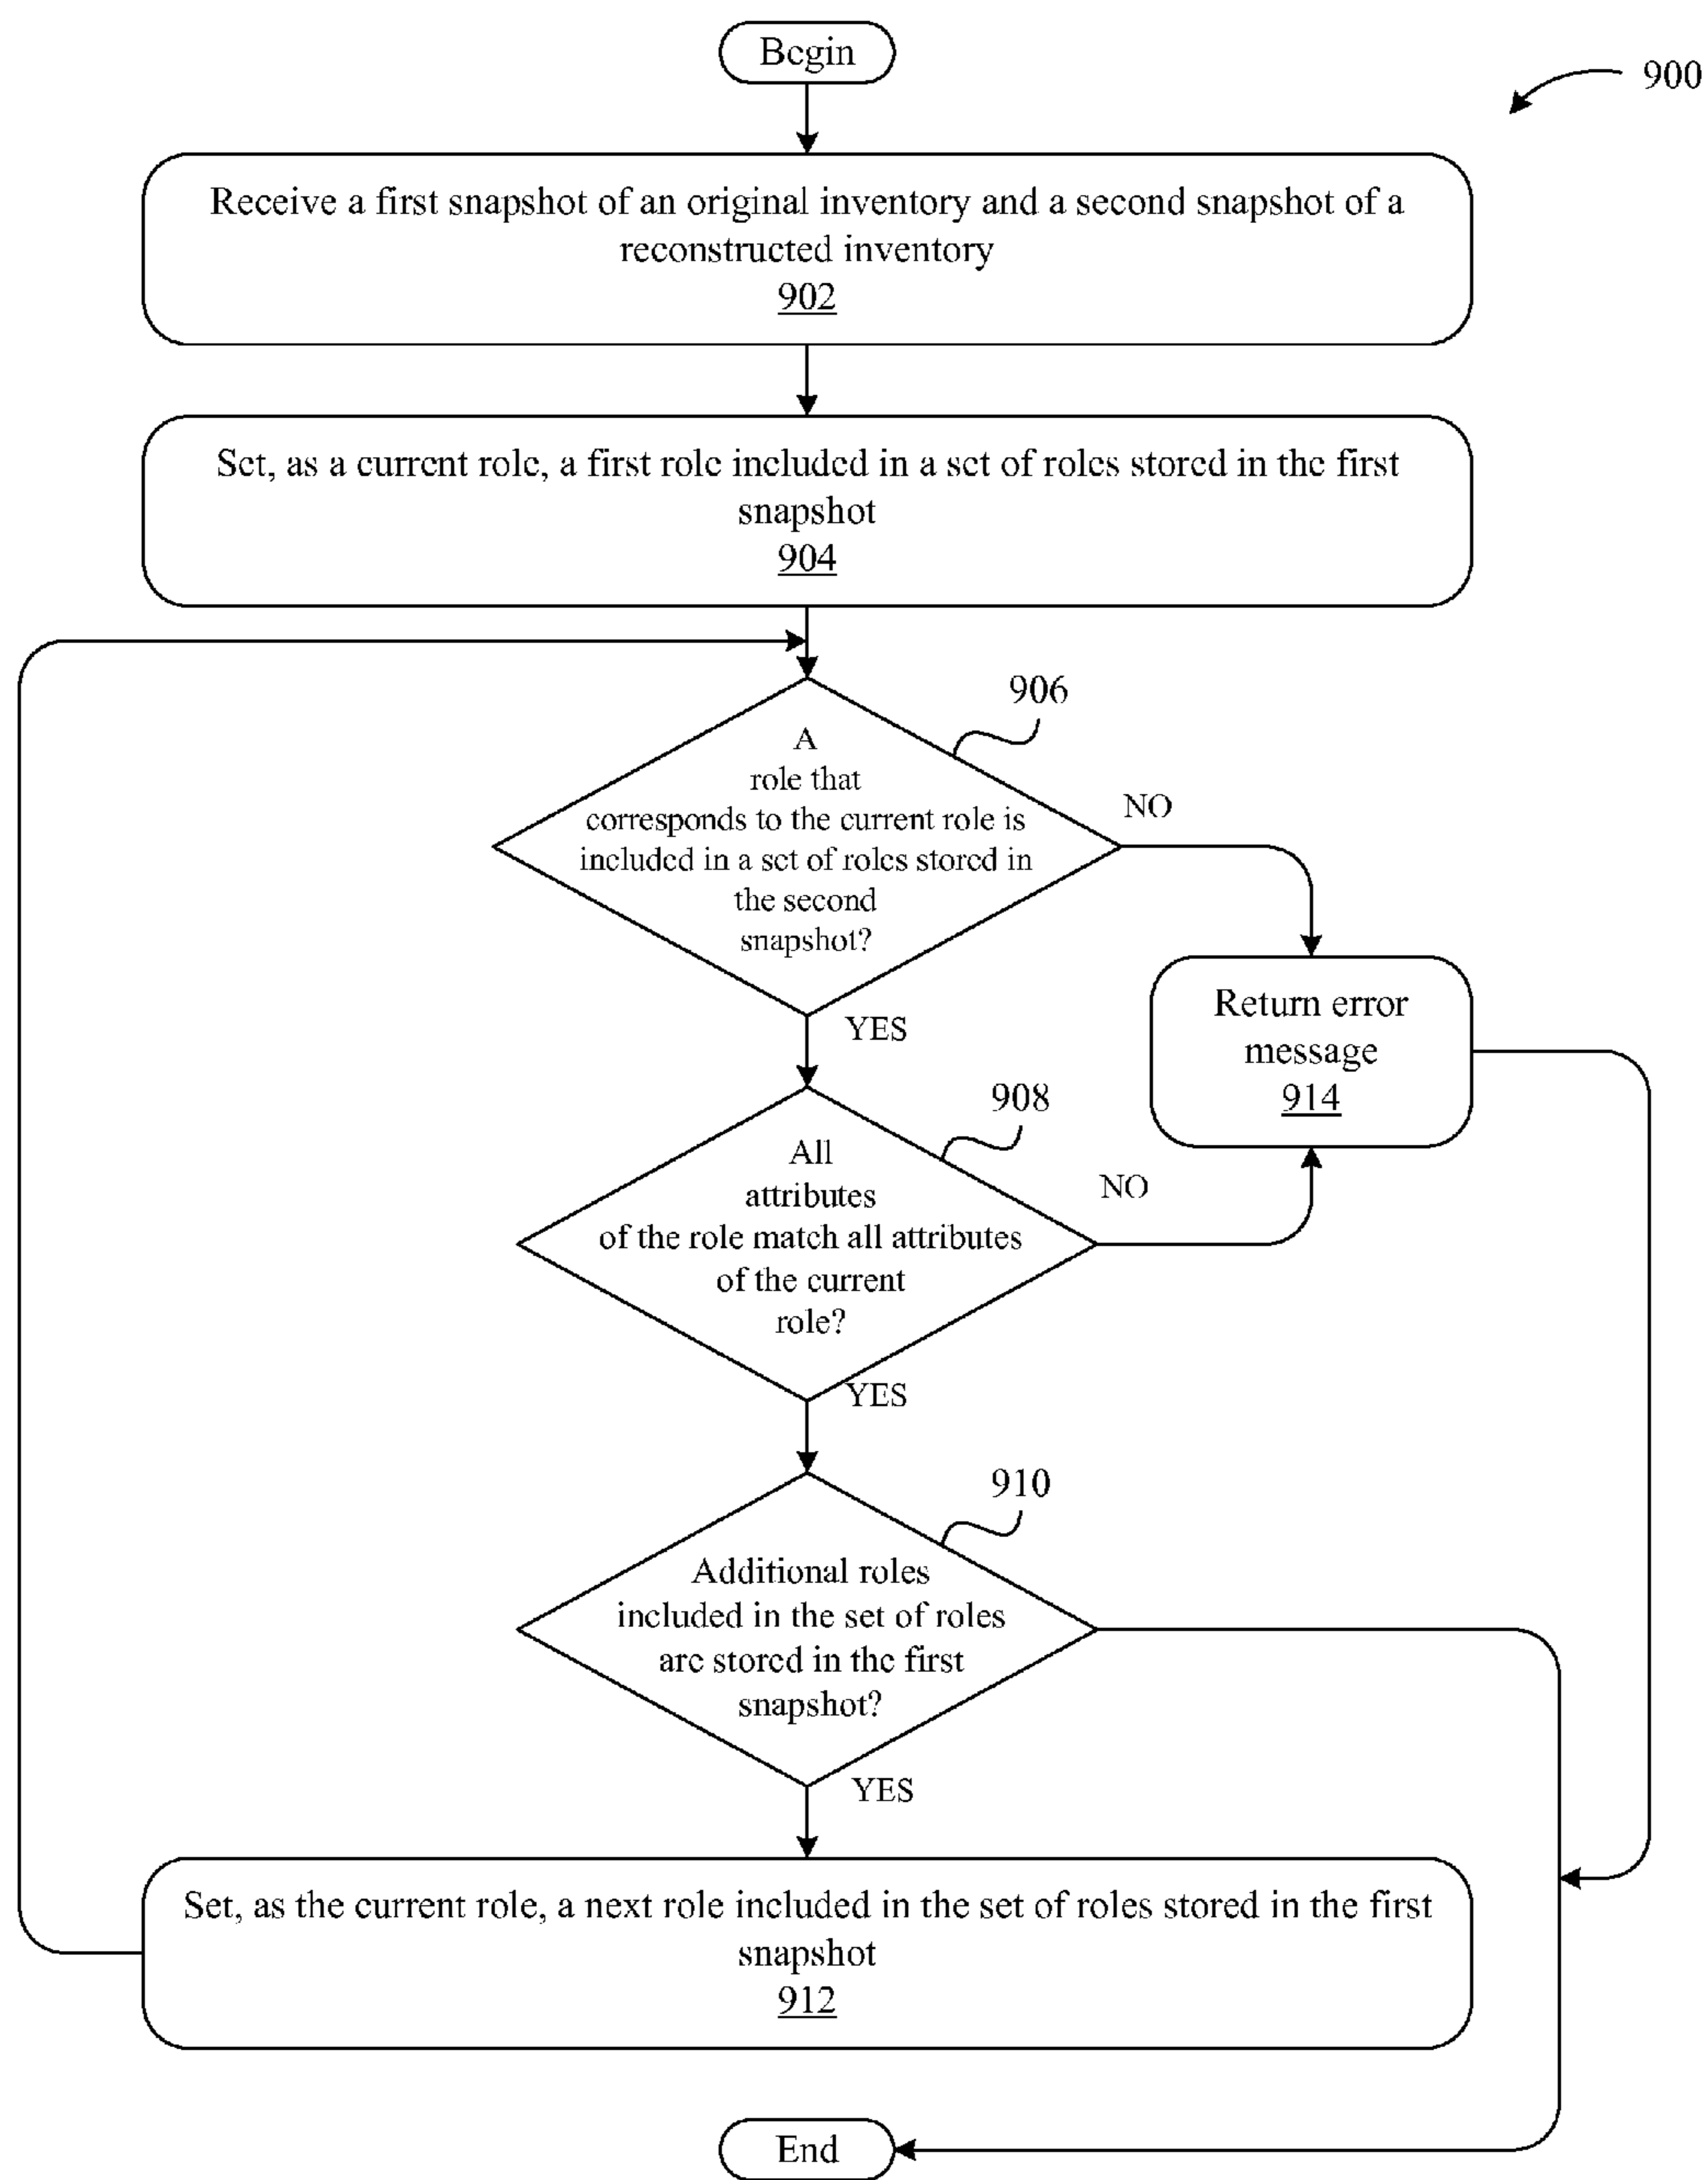 Begin
900
Receive a first snapshot of an original inventory and a second snapshot of a
reconstructed inventory
902
Set, as a current role, a first role included in a set of roles stored in the first
snapshot
904
906
A
role that
corresponds to the current role is
included in a set of roles stored in
the second
snapshot?
NO
YES
Return error
message
914
908
All
attributes
of the role match all attributes
of the current
role?
NO
YES
910
Additional roles
included in the set of roles
are stored in the first
snapshot?
YES
Set, as the current role, a next role included in the set of roles stored in the first
snapshot
912
End